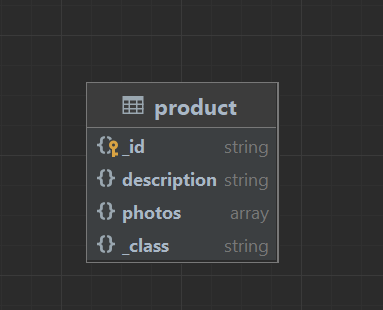 product
_id string
description string
photos array
_class string